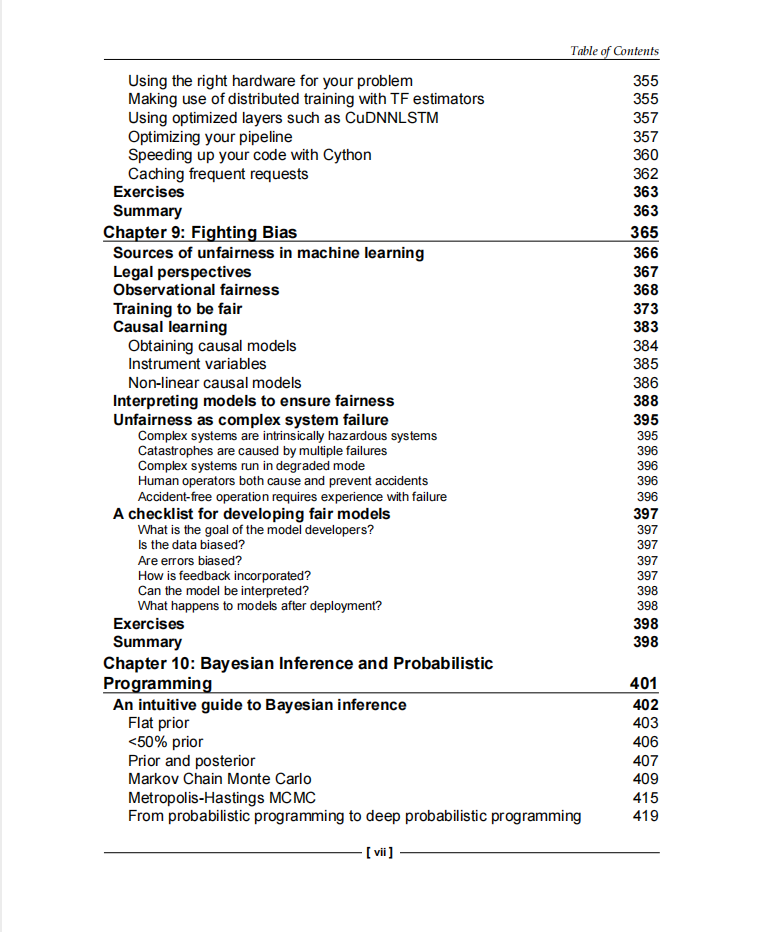 Table of Contents
Using the right hardware for your problem 355
Making use of distributed training with TF estimators 355
Using optimized layers such as CuDNNLSTM 357
Optimizing your pipeline 357
Speeding up your code with Cython 360
Caching frequent requests 362
Exercises 363
Summary 363
Chapter 9: Fighting Bias 365
Sources of unfairness in machine learning 366
Legal perspectives 367
Observational fairness 368
Training to be fair 373
Causal learning 383
Obtaining causal models 384
Instrument variables 385
Non-linear causal models 386
Interpreting models to ensure fairness 388
Unfairness as complex system failure 395
Complex systems are intrinsically hazardous systems 395
Catastrophes are caused by multiple failures 396
Complex systems run in degraded mode 396
Human operators both cause and prevent accidents 396
Accident-free operation requires experience with failure 396
A checklist for developing fair models 397
What is the goal of the model developers? 397
Is the data biased? 397
Are errors biased? 397
How is feedback incorporated? 397
Can the model be interpreted? 398
What happens to models after deployment? 398
Exercises 398
Summary 398
Chapter 10: Bayesian Inference and Probabilistic
Programming 401
An intuitive guide to Bayesian inference 402
Flat prior 403
<50% prior 406
Prior and posterior 407
Markov Chain Monte Carlo 409
Metropolis-Hastings MCMC 415
From probabilistic programming to deep probabilistic programming 419
[ vii ]